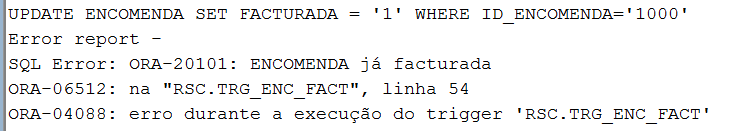 UPDATE ENCOMENDA SET FACTURADA = '1' WHERE ID_ENCOMENDA='1000'
Error report -
SQL Error: ORA-20101: ENCOMENDA já facturada
ORA-06512: na "RSC.TRG_ENC_FACT", linha 54
ORA-04088: erro durante a execução do trigger 'RSC.TRG_ENC_FACT'